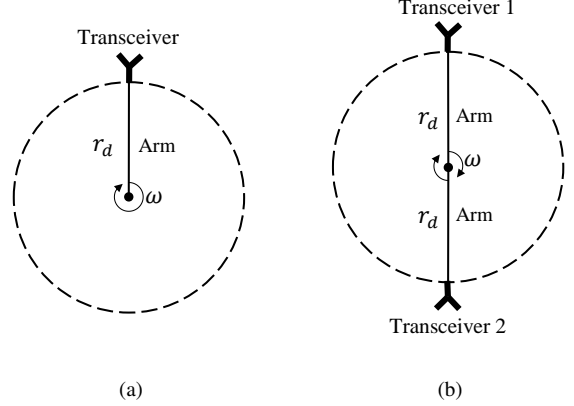 Transceiver
r_d Arm
ω
(a)
Transceiver 1
r_d Arm
ω
r_d Arm
Transceiver 2
(b)